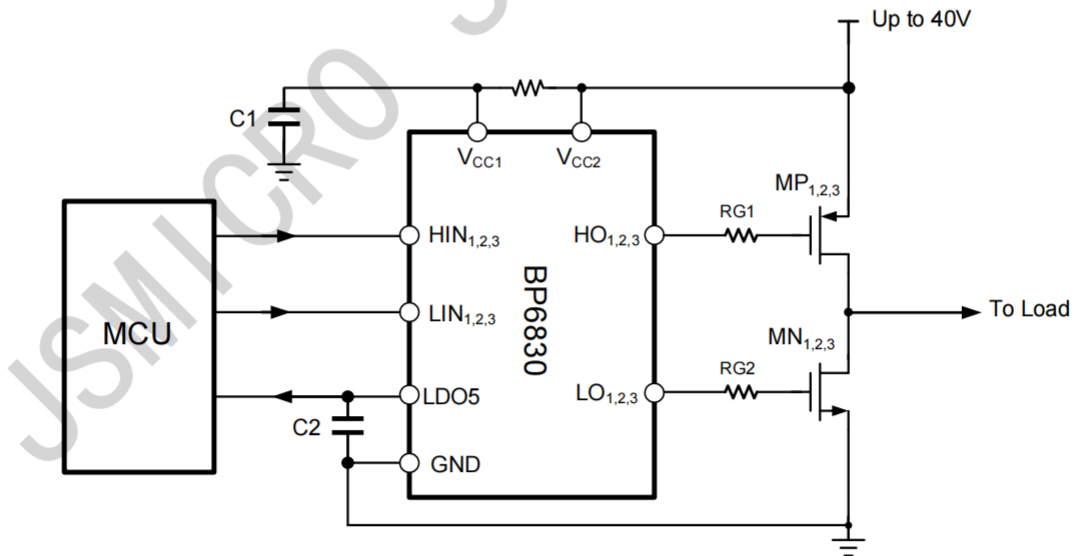 Up to 40V
C1
VCC1
VCC2
MP1,2,3
RG1
HIN1,2,3
HO1,2,3
BP6830
MCU
LIN1,2,3
To Load
MN1,2,3
RG2
LDO5
LO1,2,3
C2
GND
JSMICRO